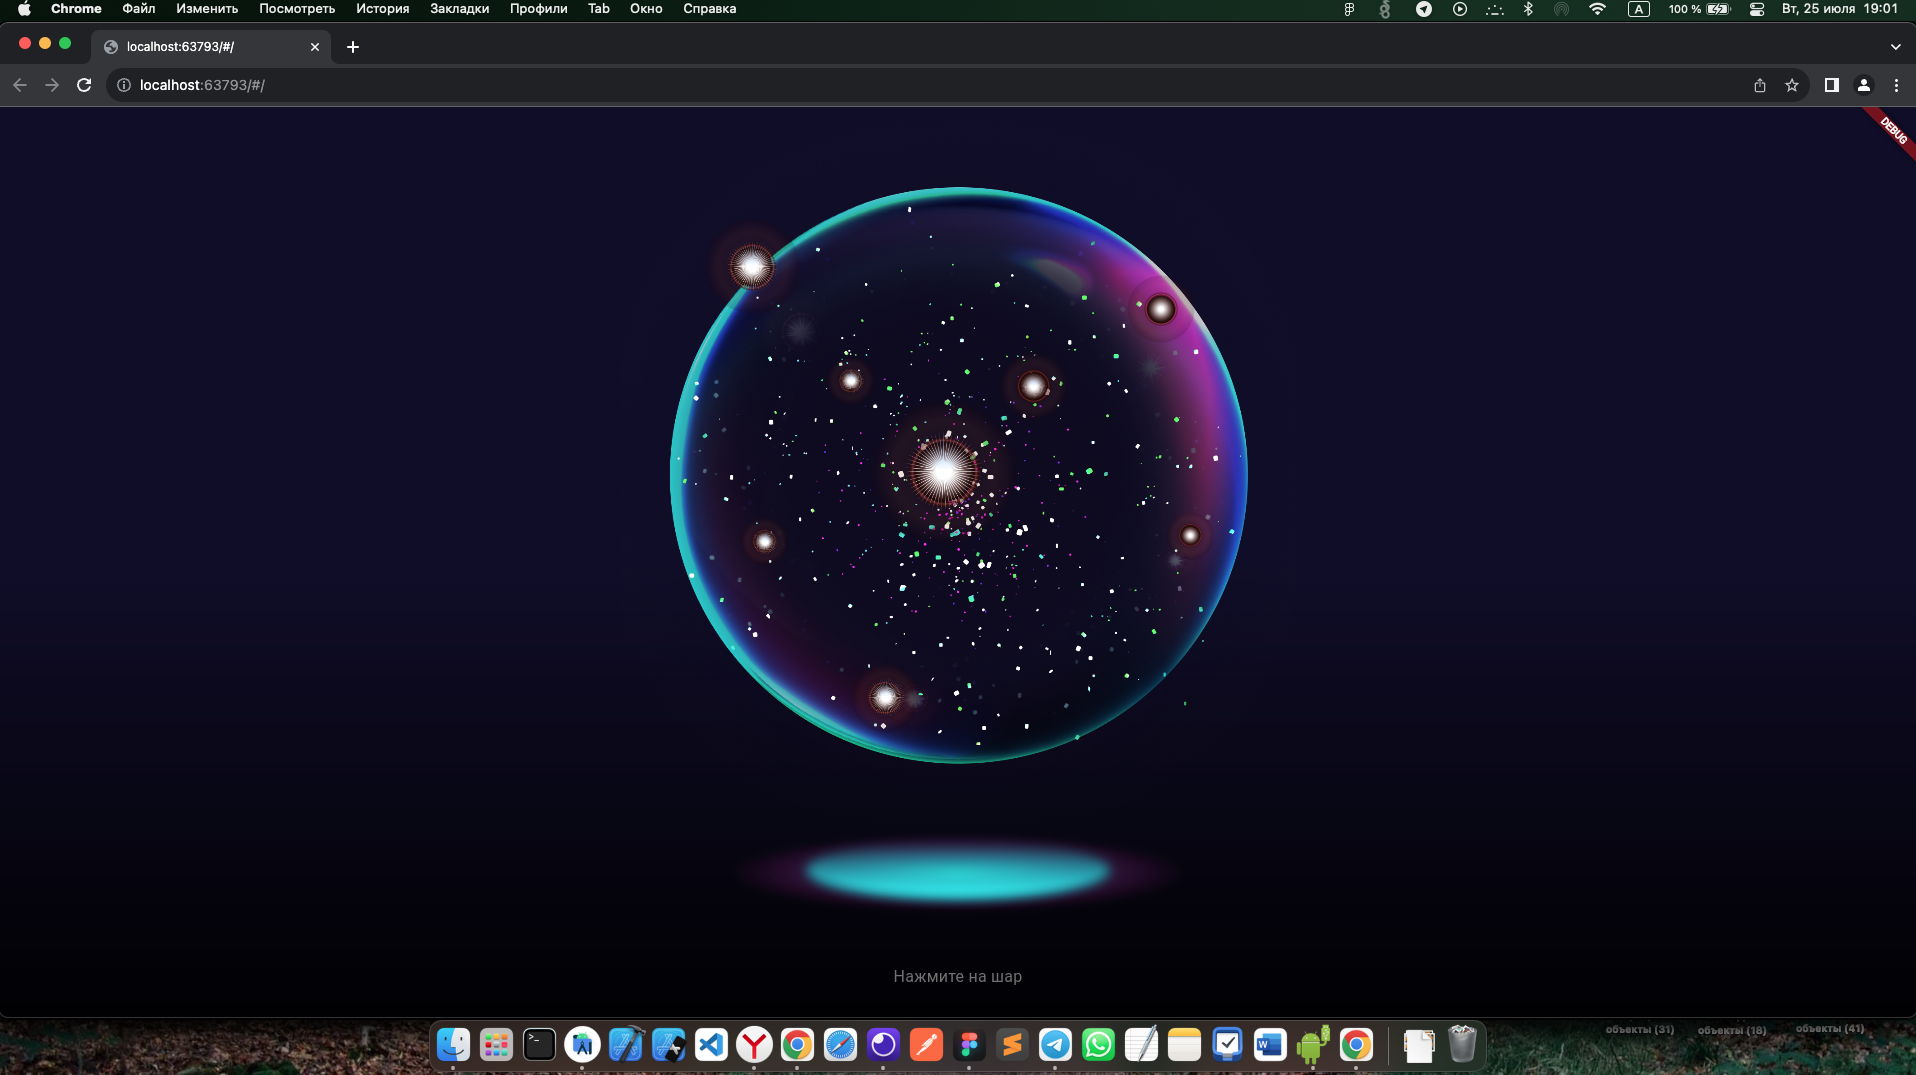 Chrome Файл Изменить Посмотреть История Закладки Профили Tab Окно Справка A 100 % Вт, 25 июля 19:01
localhost:63793/#/
localhost:63793/#/
DEBUG
Нажмите на шар
объекты (31) объекты (18) объекты (41)